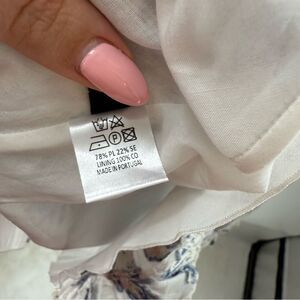 78% PL 22% SE
LINING 100% CO
MADE IN PORTUGAL